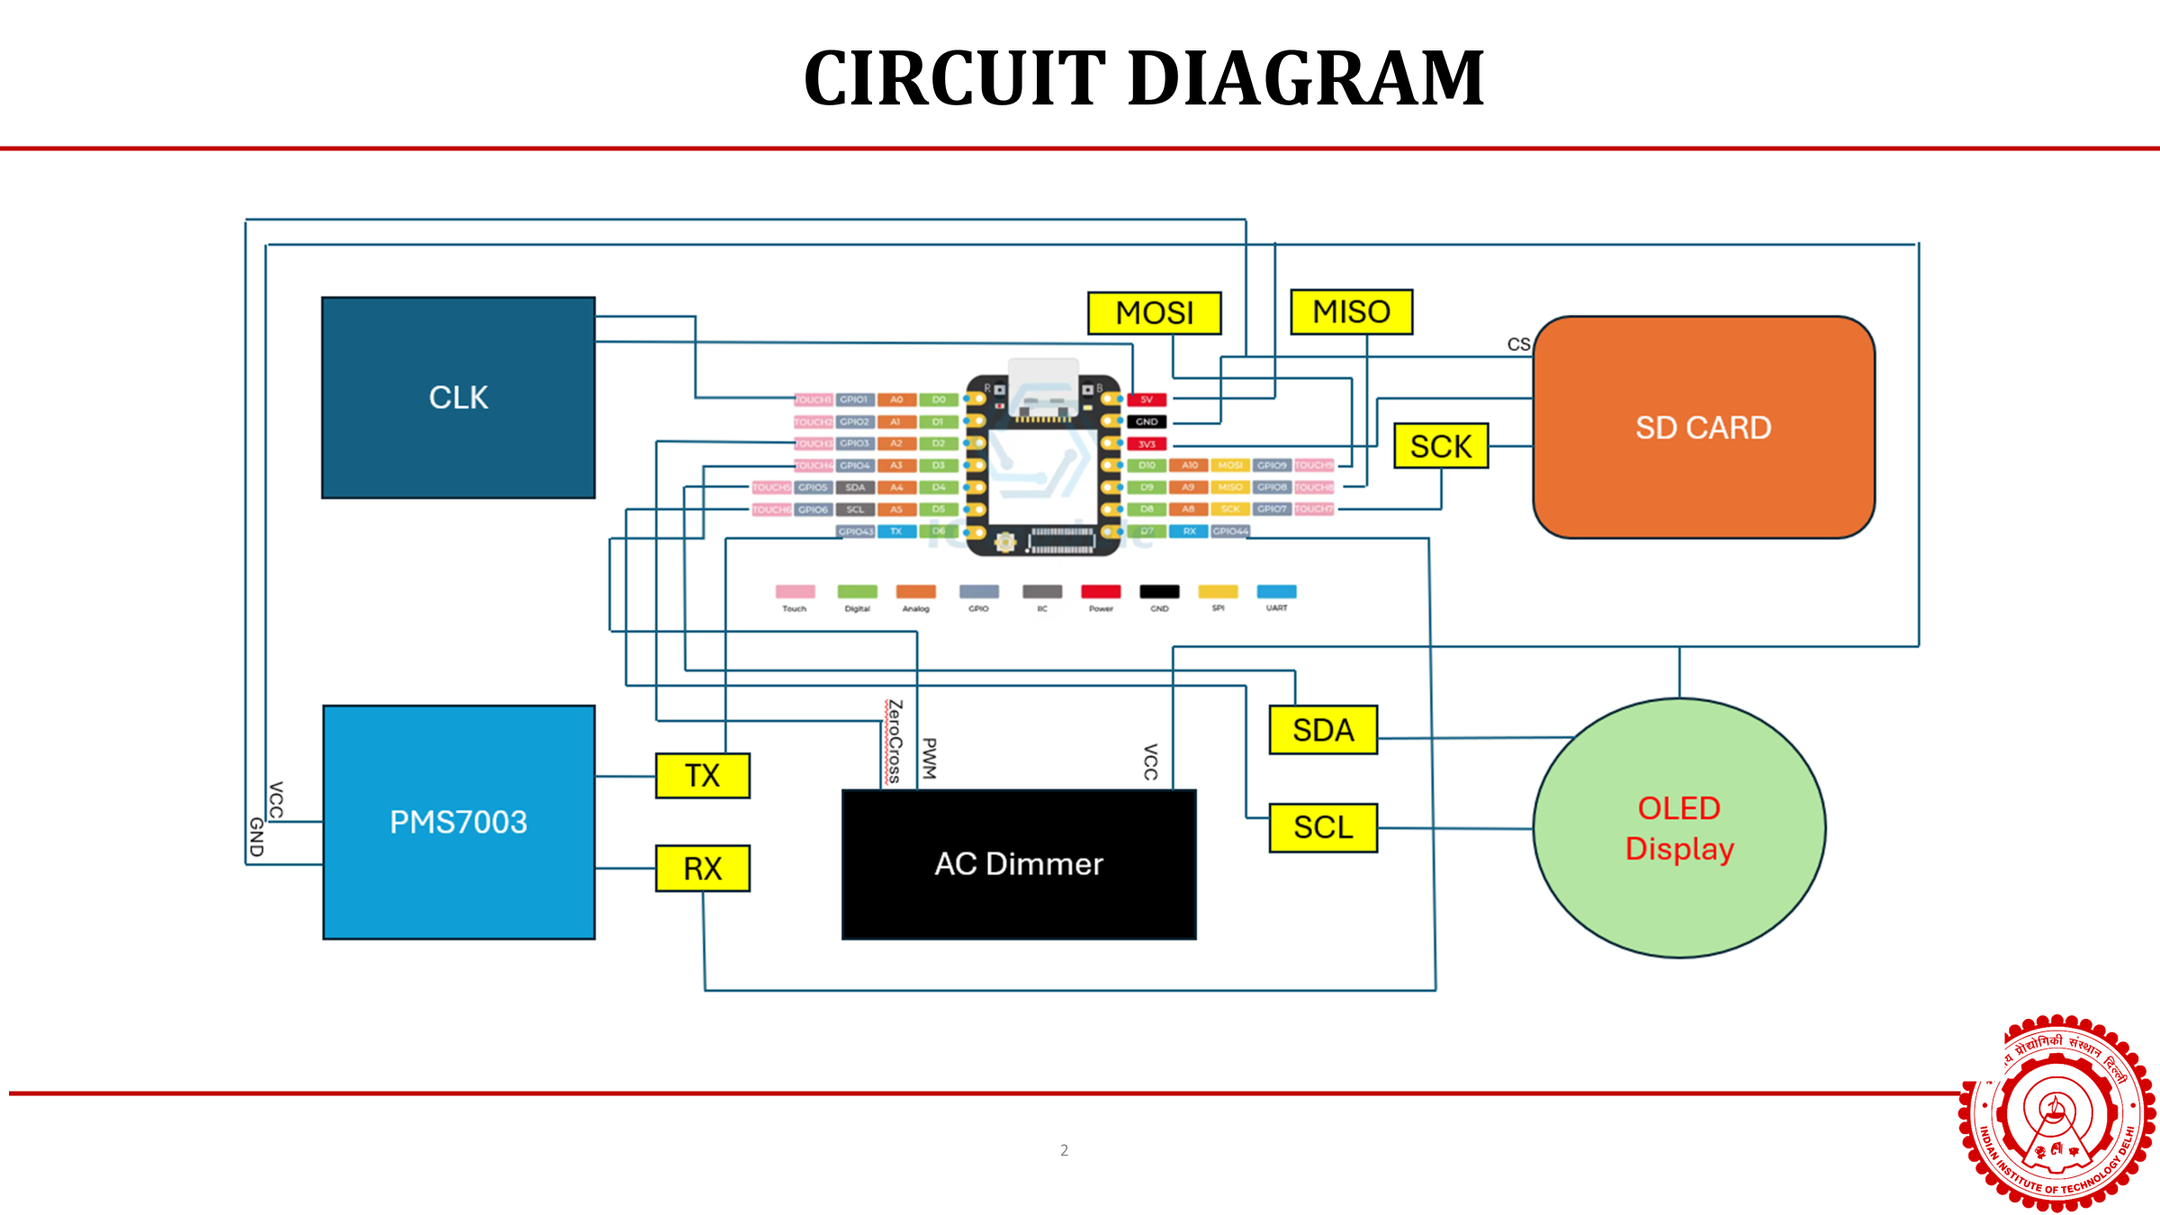 CIRCUIT DIAGRAM
MOSI
MISO
CS
CLK
SD CARD
SCK
R
B
TOUCH1 GPIO1 A0 D0
5V
TOUCH2 GPIO2 A1 D1
GND
TOUCH3 GPIO3 A2 D2
3V3
TOUCH4 GPIO4 A3 D3
D10 A10 MOSI GPIO9 TOUCH9
TOUCH5 GPIO5 SDA A4 D4
D9 A9 MISO GPIO8 TOUCH8
TOUCH6 GPIO6 SCL A5 D5
D8 A8 SCK GPIO7 TOUCH7
GPIO43 TX D6
D7 RX GPIO44
Touch Digital Analog GPIO IIC Power GND SPI UART
ZeroCross
PWM
VCC
SDA
TX
VCC
GND
PMS7003
OLED
Display
SCL
RX
AC Dimmer
2
प्रौद्योगिकी संस्थान दिल्ली
INDIAN INSTITUTE OF TECHNOLOGY DELHI